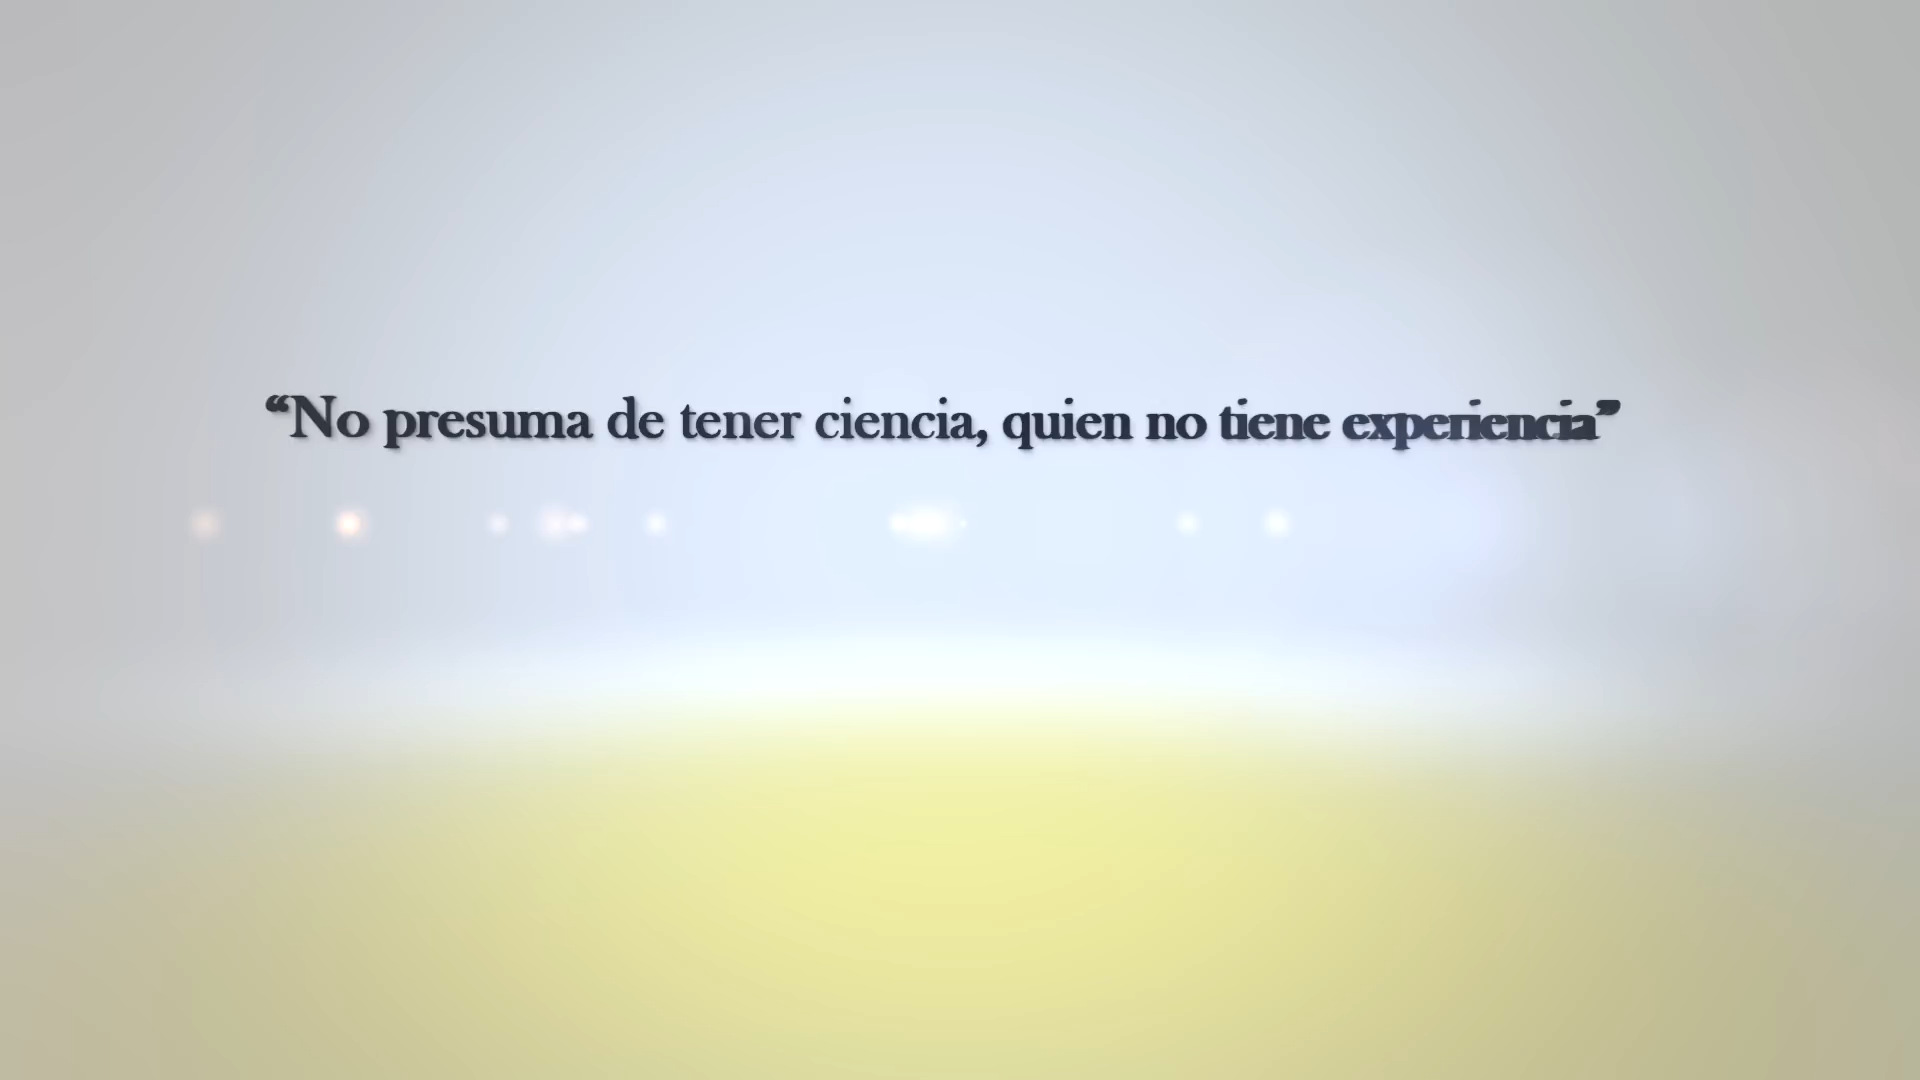 “No presuma de tener ciencia, quien no tiene experiencia”